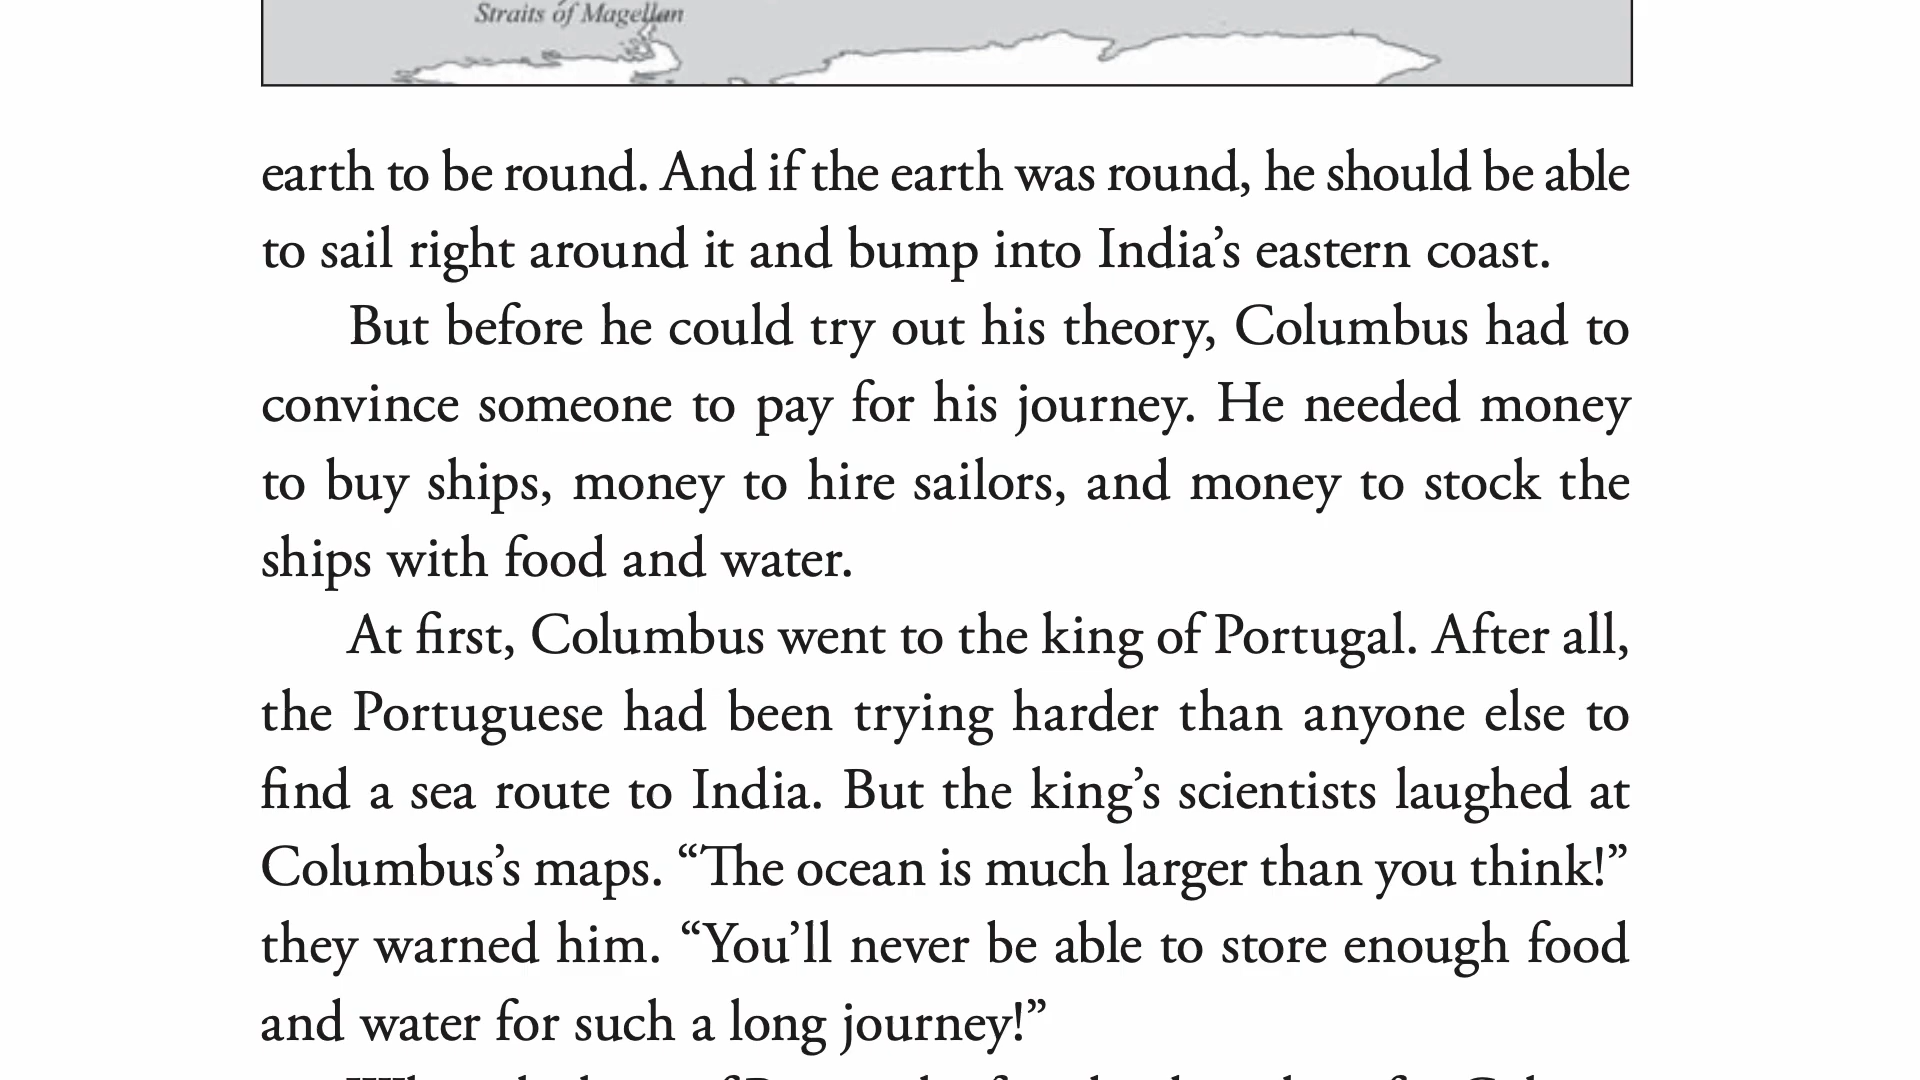 Straits of Magellan
earth to be round. And if the earth was round, he should be able
to sail right around it and bump into India’s eastern coast.
But before he could try out his theory, Columbus had to
convince someone to pay for his journey. He needed money
to buy ships, money to hire sailors, and money to stock the
ships with food and water.
At first, Columbus went to the king of Portugal. After all,
the Portuguese had been trying harder than anyone else to
find a sea route to India. But the king’s scientists laughed at
Columbus’s maps. “The ocean is much larger than you think!”
they warned him. “You’ll never be able to store enough food
and water for such a long journey!”